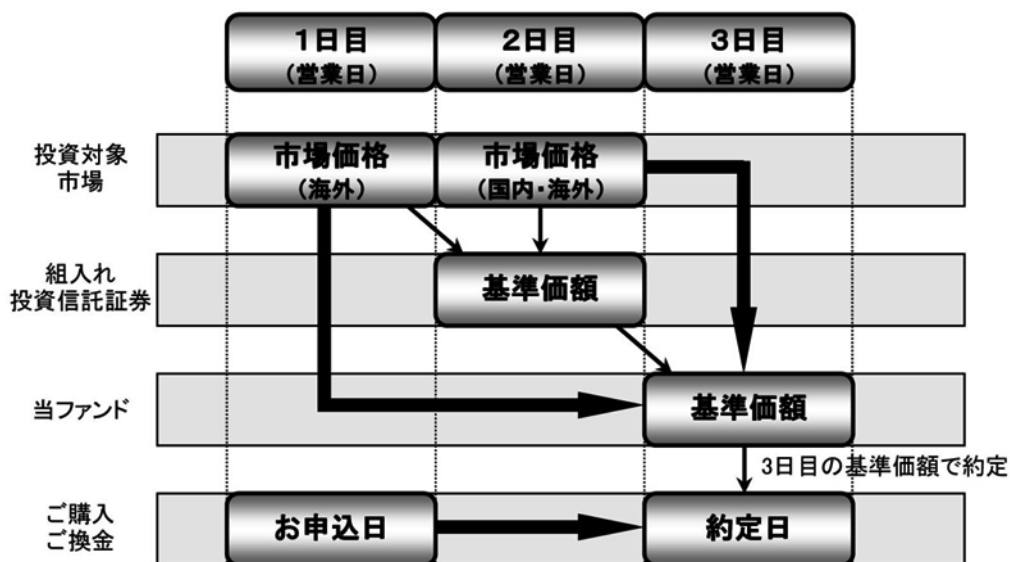 1日目
(営業日)
2日目
(営業日)
3日目
(営業日)
投資対象
市場
市場価格
(海外)
市場価格
(国内・海外)
組入れ
投資信託証券
基準価額
当ファンド
基準価額
3日目の基準価額で約定
ご購入
ご換金
お申込日
約定日